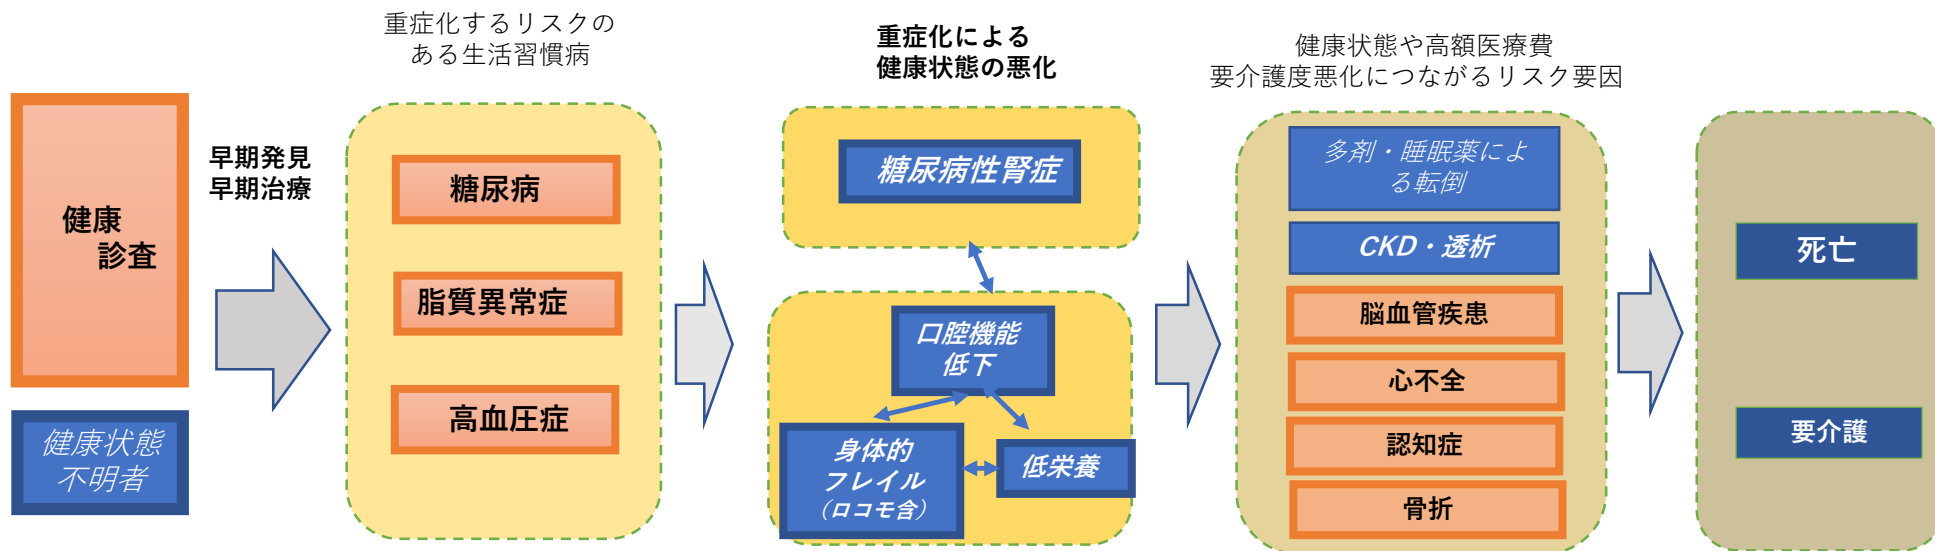 健康
診査
健康状態
不明者
早期発見
早期治療
重症化するリスクの
ある生活習慣病
糖尿病
脂質異常症
高血圧症
重症化による
健康状態の悪化
糖尿病性腎症
口腔機能
低下
身体的
フレイル
（ロコモ含）
低栄養
健康状態や高額医療費
要介護度悪化につながるリスク要因
多剤・睡眠薬によ
る転倒
CKD・透析
脳血管疾患
心不全
認知症
骨折
死亡
要介護